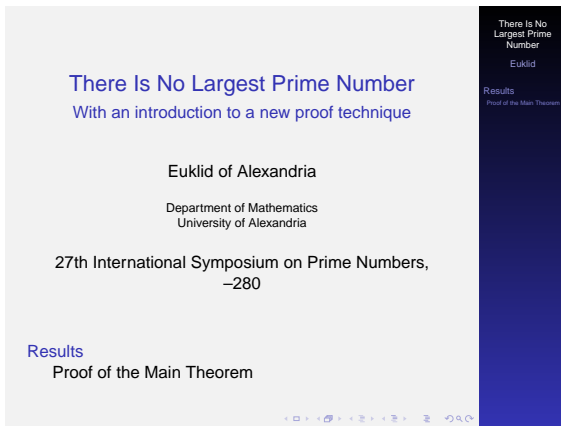 There Is No Largest Prime Number
With an introduction to a new proof technique
Euklid of Alexandria
Department of Mathematics
University of Alexandria
27th International Symposium on Prime Numbers,
–280
Results
Proof of the Main Theorem
There Is No
Largest Prime
Number
Euklid
Results
Proof of the Main Theorem